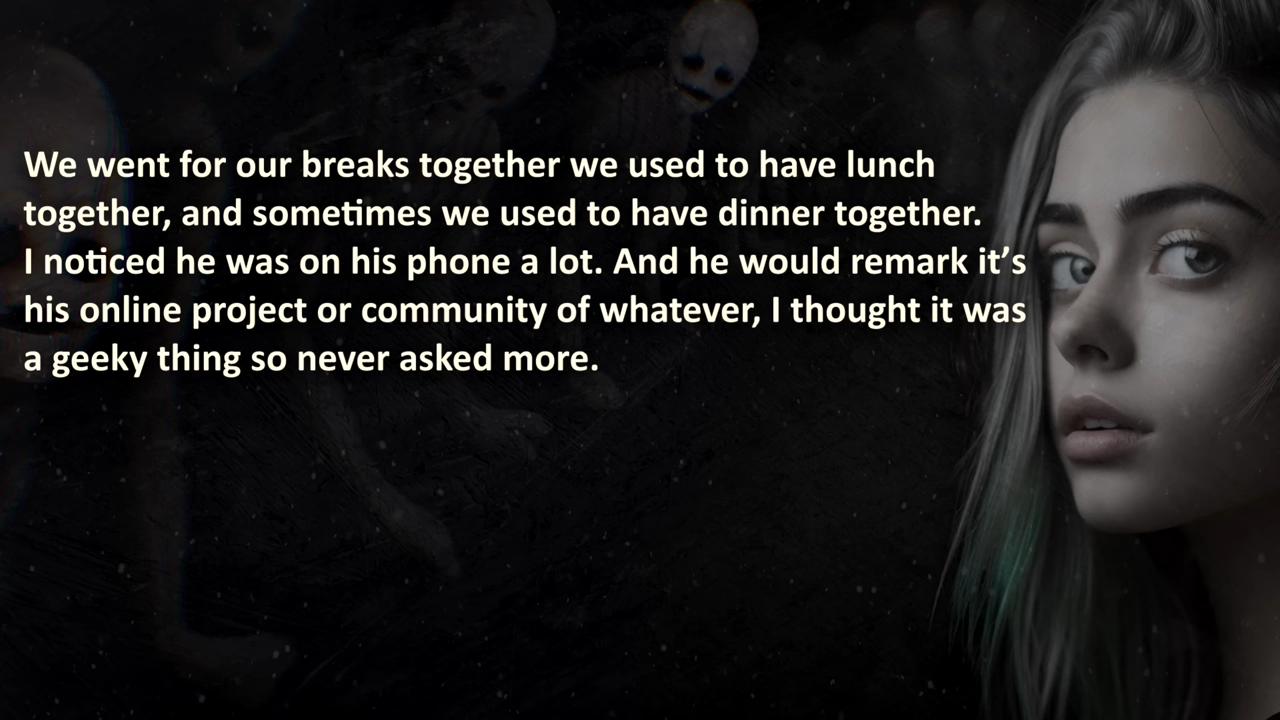 We went for our breaks together we used to have lunch
together, and sometimes we used to have dinner together.
I noticed he was on his phone a lot. And he would remark it’s
his online project or community of whatever, I thought it was
a geeky thing so never asked more.